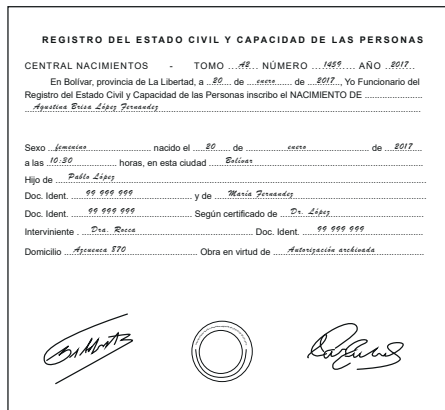 REGISTRO DEL ESTADO CIVIL Y CAPACIDAD DE LAS PERSONAS
CENTRAL NACIMIENTOS - TOMO ....A2.. NÚMERO ....1459.... AÑO ..2017...
En Bolívar, provincia de La Libertad, a ..20.. de ....enero...... de ..2017.., Yo Funcionario del
Registro del Estado Civil y Capacidad de las Personas inscribo el NACIMIENTO DE ....................
Agustina Brisa López Fernandez
Sexo ..femenino.................. nacido el ....20...... de ............enero.................... de ...2017
a las 10:30........... horas, en esta ciudad ....Bolívar....................
Hijo de ......Pablo López....................
Doc. Ident. ....99 999 999.................... y de ....María Fernandez....................
Doc. Ident. ....99 999 999............ Según certificado de ....Dr. López....................
Interviniente ....Dra. Rocca.................... Doc. Ident. ....99 999 999............
Domicilio ..Azcuenca 870.................... Obra en virtud de ......Autorización archivada............